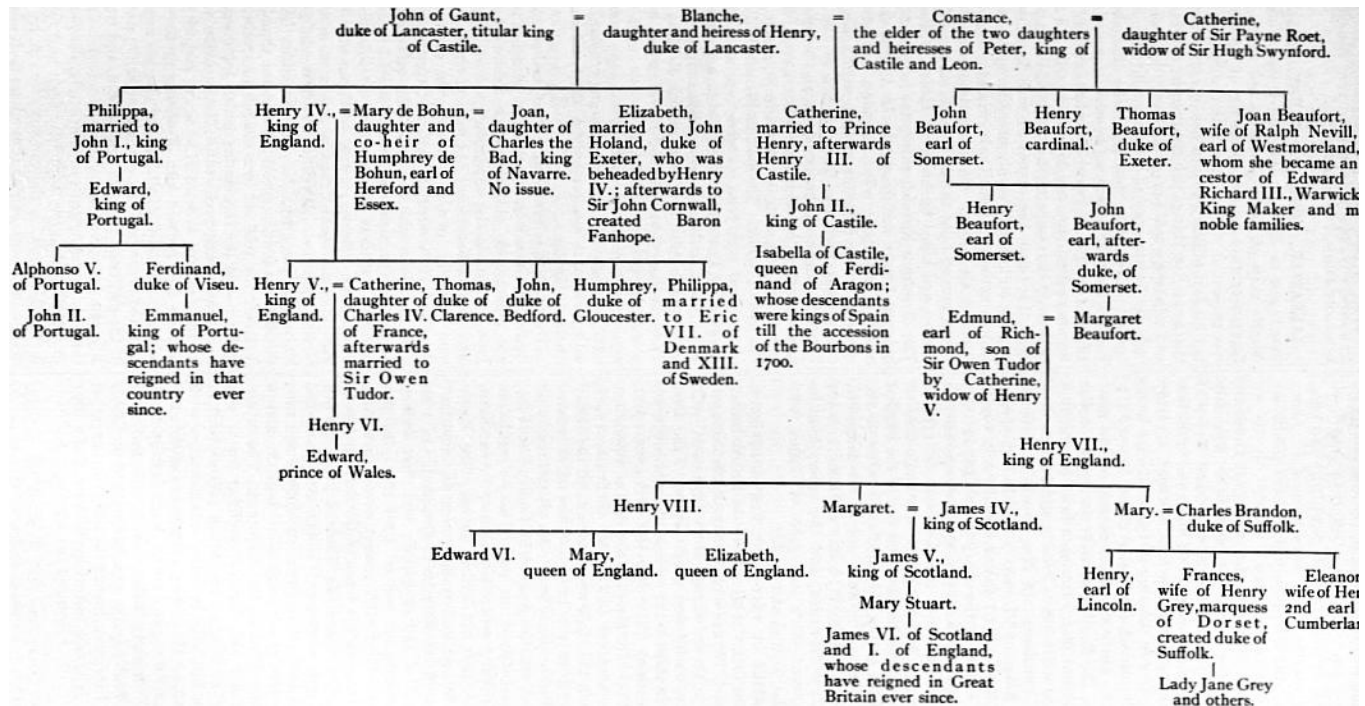 John of Gaunt,
duke of Lancaster, titular king
of Castile.
=
Blanche,
daughter and heiress of Henry,
duke of Lancaster.
=
Constance,
the elder of the two daughters
and heiresses of Peter, king of
Castile and Leon.
=
Catherine,
daughter of Sir Payne Roet,
widow of Sir Hugh Swynford.
Philippa,
married to
John I., king
of Portugal.
Henry IV.,
king of
England.
=
Mary de Bohun,
daughter and
co-heir of
Humphrey de
Bohun, earl of
Hereford and
Essex.
=
Joan,
daughter of
Charles the
Bad, king
of Navarre.
No issue.
Elizabeth,
married to John
Holand, duke of
Exeter, who was
beheaded by Henry
IV.; afterwards to
Sir John Cornwall,
created Baron
Fanhope.
Catherine,
married to Prince
Henry, afterwards
Henry III. of
Castile.
John
Beaufort,
earl of
Somerset.
Henry
Beaufort,
cardinal.
Thomas
Beaufort,
duke of
Exeter.
Joan Beaufort,
wife of Ralph Nevill,
earl of Westmoreland,
whom she became an
cestor of Edward
Richard III., Warwick
King Maker and m
noble families.
Edward,
king of
Portugal.
John II.,
king of Castile.
Henry
Beaufort,
earl of
Somerset.
John
Beaufort,
earl, after-
wards
duke, of
Somerset.
Alphonso V.
of Portugal.
Ferdinand,
duke of Viseu.
Henry V.,
king of
England.
=
Catherine,
daughter of
Charles IV.
of France,
afterwards
married to
Sir Owen
Tudor.
Thomas,
duke of
Clarence.
John,
duke of
Bedford.
Humphrey,
duke of
Gloucester.
Philippa,
married
to Eric
VII. of
Denmark
and XIII.
of Sweden.
Isabella of Castile,
queen of Ferdi-
nand of Aragon;
whose descendants
were kings of Spain
till the accession
of the Bourbons in
1700.
John II.
of Portugal.
Emmanuel,
king of Portu-
gal; whose de-
scendants have
reigned in that
country ever
since.
Edmund,
earl of Rich-
mond, son of
Sir Owen Tudor
by Catherine,
widow of Henry
V.
=
Margaret
Beaufort.
Henry VI.
Edward,
prince of Wales.
Henry VII.,
king of England.
Henry VIII.
Margaret.
=
James IV.,
king of Scotland.
Mary.
=
Charles Brandon,
duke of Suffolk.
Edward VI.
Mary,
queen of England.
Elizabeth,
queen of England.
James V.,
king of Scotland.
Henry,
earl of
Lincoln.
Frances,
wife of Henry
Grey, marquess
of Dorset,
created duke of
Suffolk.
Eleanor
wife of Hen
2nd earl
Cumberlan
Mary Stuart.
James VI. of Scotland
and I. of England,
whose descendants
have reigned in Great
Britain ever since.
Lady Jane Grey
and others.